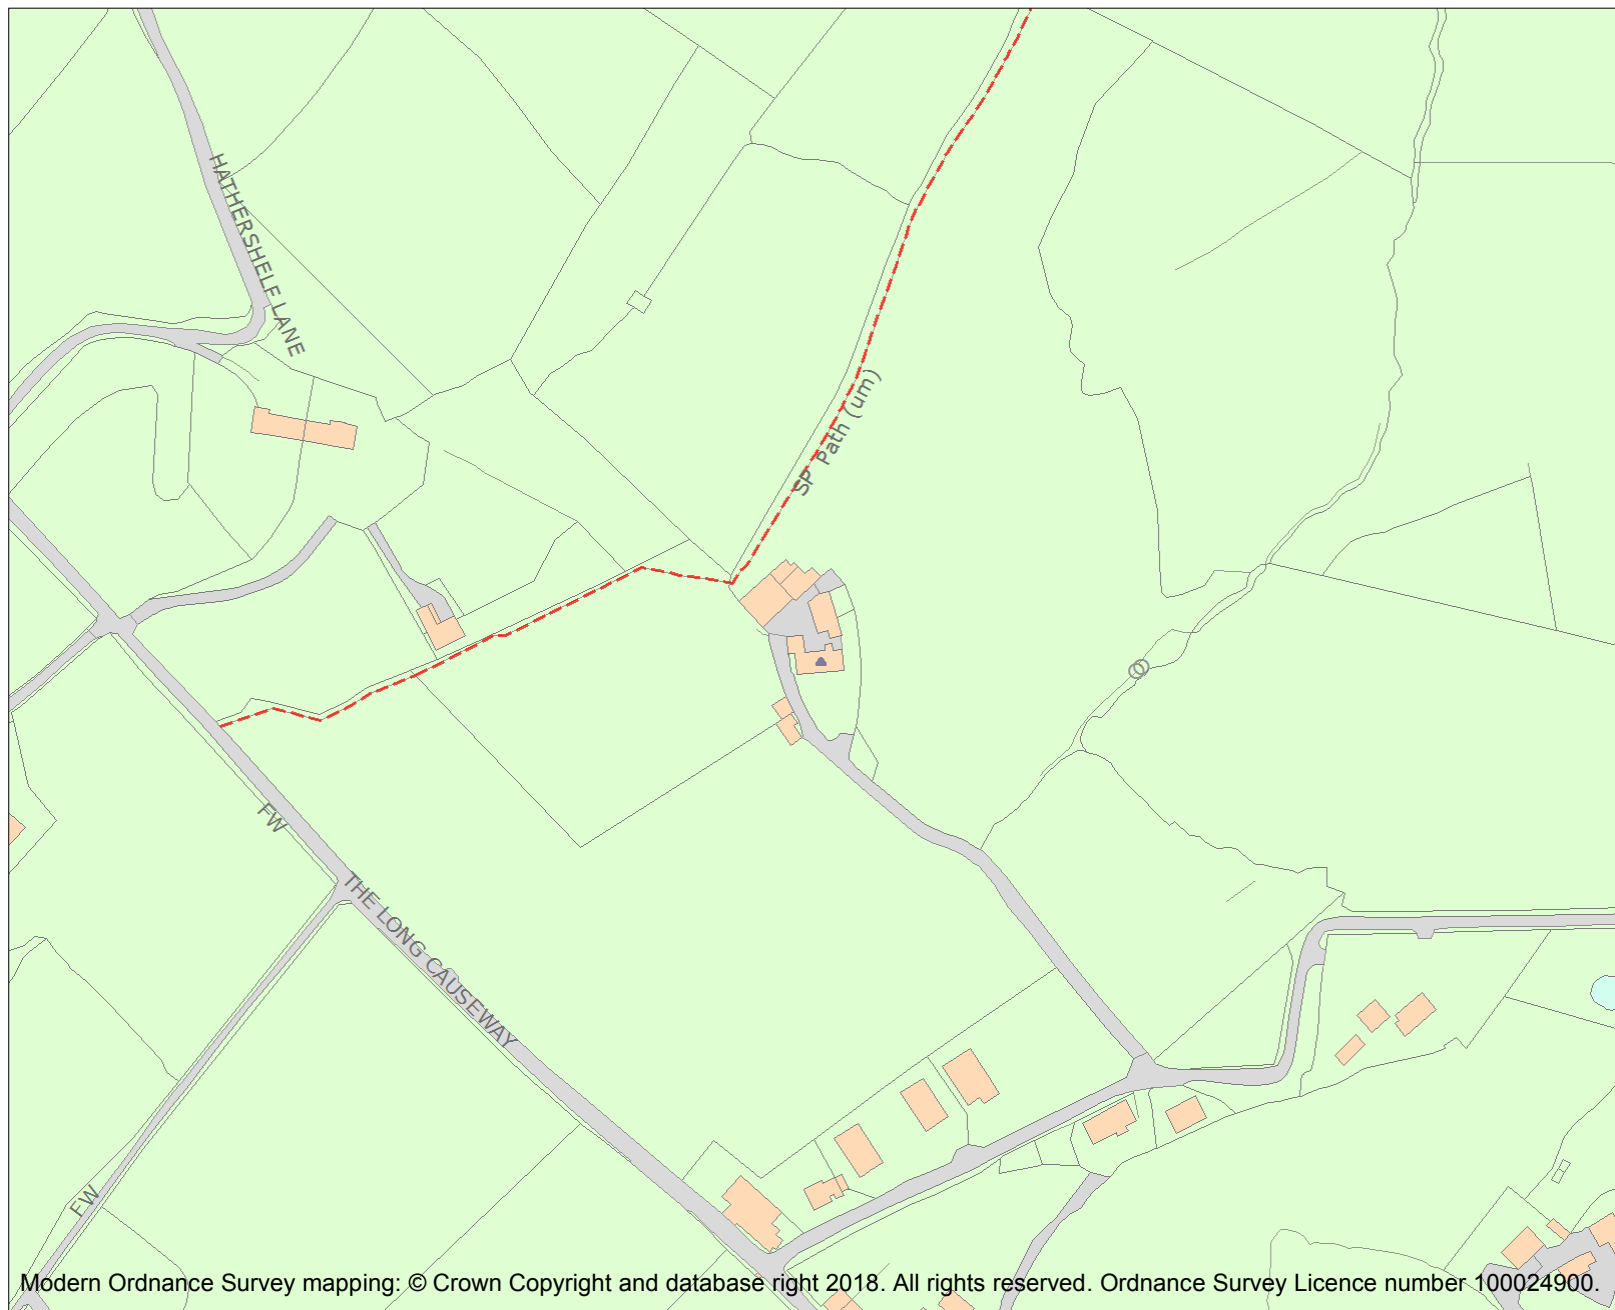 HATHERSHELF LANE
SP Path (um)
FW
THE LONG CAUSEWAY
FW
Modern Ordnance Survey mapping: © Crown Copyright and database right 2018. All rights reserved. Ordnance Survey Licence number 100024900.